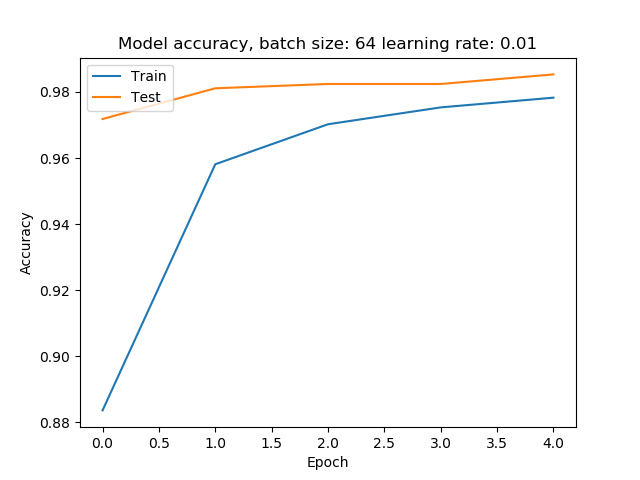 Model accuracy, batch size: 64 learning rate: 0.01
Train
Test
0.98
0.96
0.94
0.92
0.90
0.88
Accuracy
0.0 0.5 1.0 1.5 2.0 2.5 3.0 3.5 4.0
Epoch